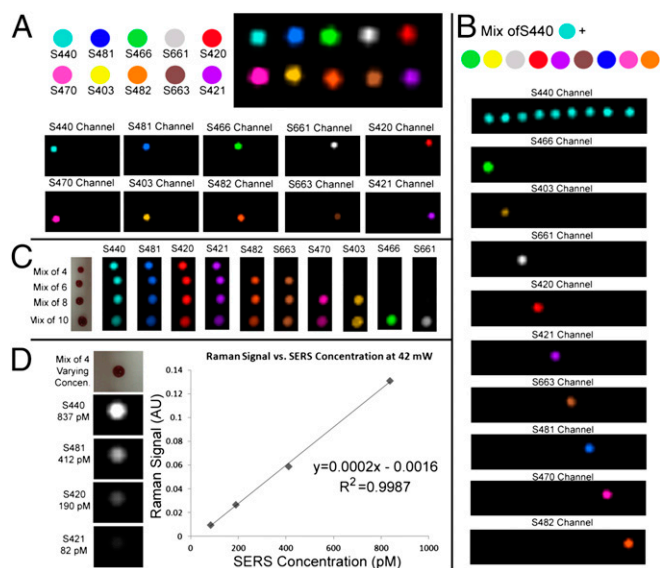 A
S440 S481 S466 S661 S420
S470 S403 S482 S663 S421
S440 Channel S481 Channel S466 Channel S661 Channel S420 Channel
S470 Channel S403 Channel S482 Channel S663 Channel S421 Channel
B
Mix ofS440 +
S440 Channel
S466 Channel
S403 Channel
S661 Channel
S420 Channel
S421 Channel
S663 Channel
S481 Channel
S470 Channel
S482 Channel
C
S440 S481 S420 S421 S482 S663 S470 S403 S466 S661
Mix of 4
Mix of 6
Mix of 8
Mix of 10
D
Mix of 4
Varying
Concen.
S440
837 pM
S481
412 pM
S420
190 pM
S421
82 pM
Raman Signal vs. SERS Concentration at 42 mW
Raman Signal (AU)
0.14
0.12
0.1
0.08
0.06
0.04
0.02
0
y=0.0002x - 0.0016
R²=0.9987
0 200 400 600 800 1000
SERS Concentration (pM)